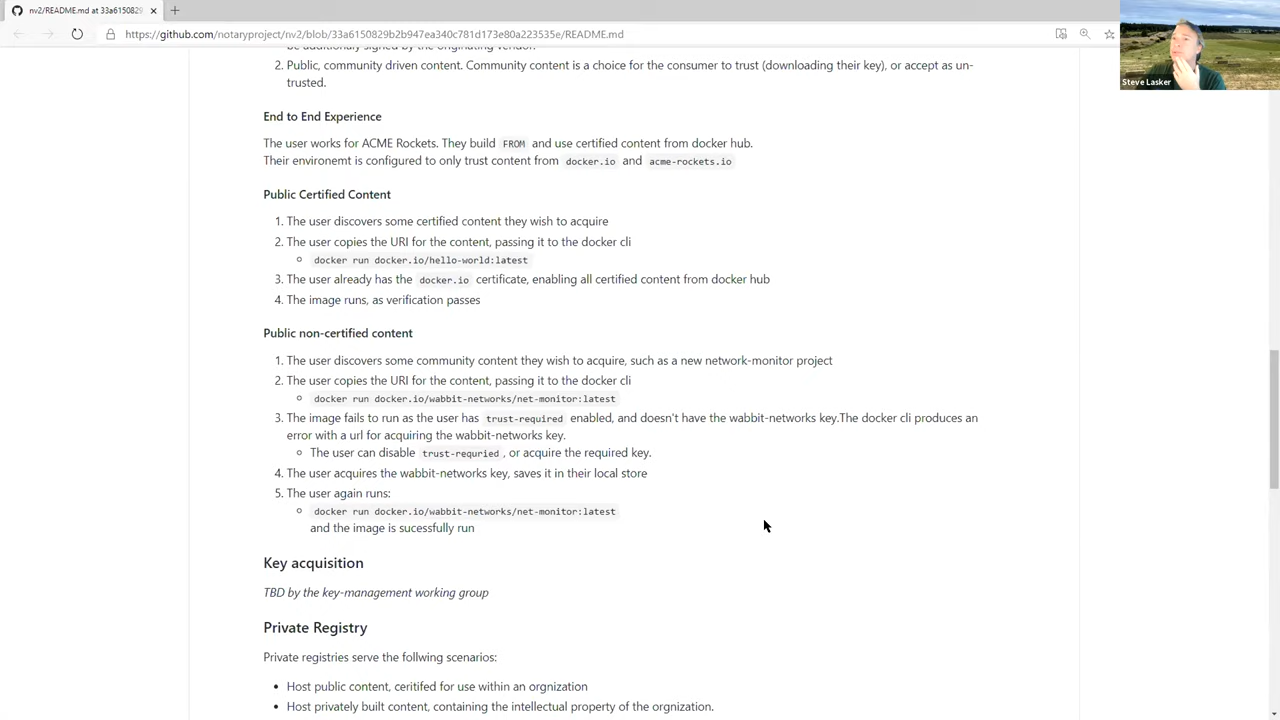 nv2/README.md at 33a6150829
https://github.com/notaryproject/nv2/blob/33a6150829b2b947ea340c781d173e80a223535e/README.md
Steve Lasker
be additionally signed by the originating vendor.
2. Public, community driven content. Community content is a choice for the consumer to trust (downloading their key), or accept as un-
trusted.
End to End Experience
The user works for ACME Rockets. They build FROM and use certified content from docker hub.
Their environemt is configured to only trust content from docker.io and acme-rockets.io
Public Certified Content
1. The user discovers some certified content they wish to acquire
2. The user copies the URI for the content, passing it to the docker cli
docker run docker.io/hello-world:latest
3. The user already has the docker.io certificate, enabling all certified content from docker hub
4. The image runs, as verification passes
Public non-certified content
1. The user discovers some community content they wish to acquire, such as a new network-monitor project
2. The user copies the URI for the content, passing it to the docker cli
docker run docker.io/wabbit-networks/net-monitor:latest
3. The image fails to run as the user has trust-required enabled, and doesn't have the wabbit-networks key.The docker cli produces an
error with a url for acquiring the wabbit-networks key.
The user can disable trust-requried , or acquire the required key.
4. The user acquires the wabbit-networks key, saves it in their local store
5. The user again runs:
docker run docker.io/wabbit-networks/net-monitor:latest
and the image is sucessfully run
Key acquisition
TBD by the key-management working group
Private Registry
Private registries serve the follwing scenarios:
Host public content, ceritifed for use within an orgnization
Host privately built content, containing the intellectual property of the orgnization.